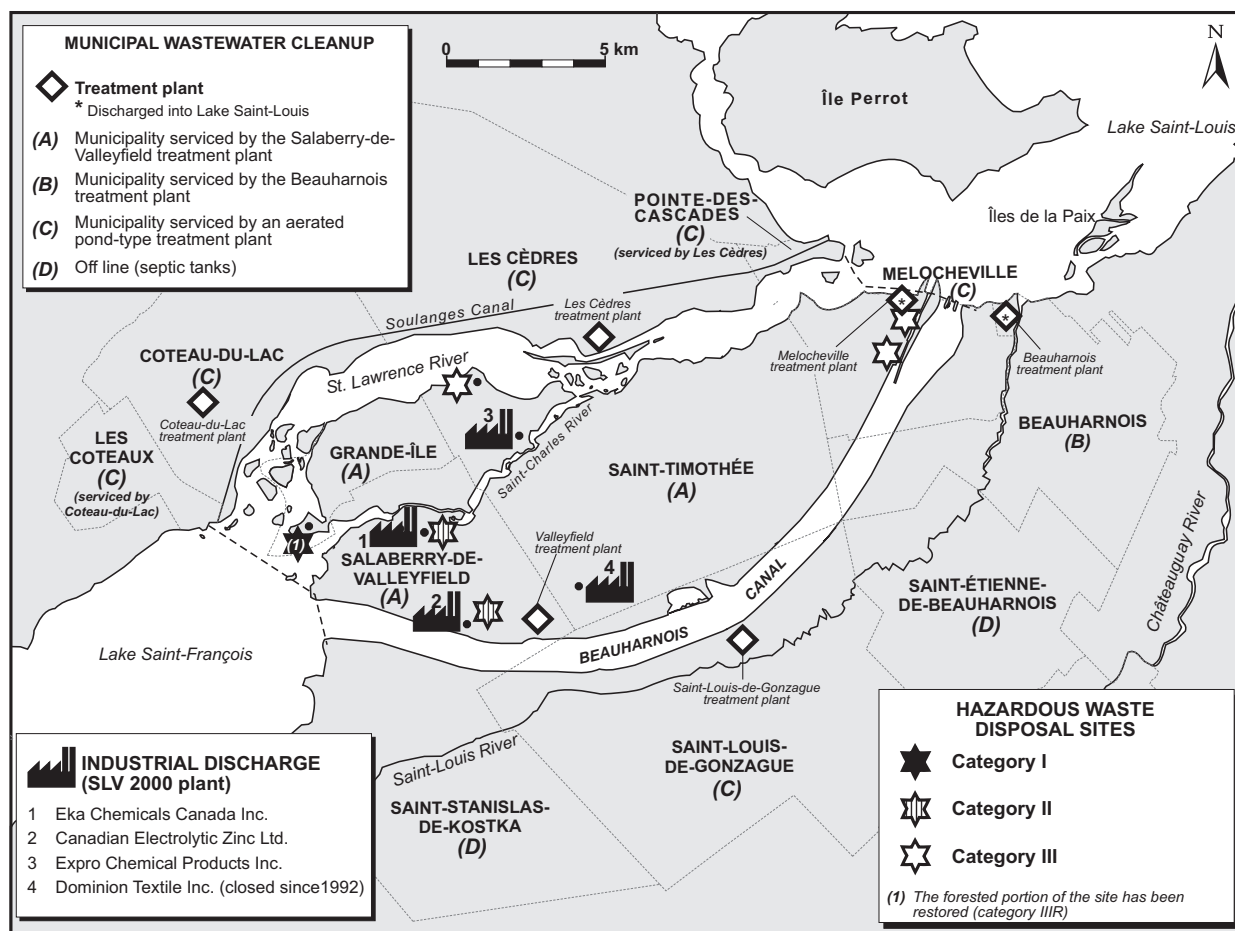 MUNICIPAL WASTEWATER CLEANUP
Treatment plant
* Discharged into Lake Saint-Louis
(A) Municipality serviced by the Salaberry-de-
Valleyfield treatment plant
(B) Municipality serviced by the Beauharnois
treatment plant
(C) Municipality serviced by an aerated
pond-type treatment plant
(D) Off line (septic tanks)
0 5 km
N
Île Perrot
Lake Saint-Louis
POINTE-DES-
CASCADES
(C)
(serviced by Les Cèdres)
Îles de la Paix
LES CÈDRES
(C)
MELOCHEVILLE
(C)
*
*
Soulanges Canal
Les Cèdres
treatment plant
Melocheville
treatment plant
Beauharnois
treatment plant
COTEAU-DU-LAC
(C)
Coteau-du-Lac
treatment plant
St. Lawrence River
LES
COTEAUX
(C)
(serviced by
Coteau-du-Lac)
GRANDE-ÎLE
(A)
3
Saint-Charles River
SAINT-TIMOTHÉE
(A)
BEAUHARNOIS
(B)
Châteauguay River
(1)
1
SALABERRY-DE-
VALLEYFIELD
(A)
2
Valleyfield
treatment plant
4
BEAUHARNOIS CANAL
SAINT-ÉTIENNE-
DE-BEAUHARNOIS
(D)
Lake Saint-François
Saint-Louis-de-Gonzague
treatment plant
Saint-Louis River
SAINT-LOUIS-
DE-GONZAGUE
(C)
SAINT-STANISLAS-
DE-KOSTKA
(D)
INDUSTRIAL DISCHARGE
(SLV 2000 plant)
1 Eka Chemicals Canada Inc.
2 Canadian Electrolytic Zinc Ltd.
3 Expro Chemical Products Inc.
4 Dominion Textile Inc. (closed since1992)
HAZARDOUS WASTE
DISPOSAL SITES
Category I
Category II
Category III
(1) The forested portion of the site has been
restored (category IIIR)